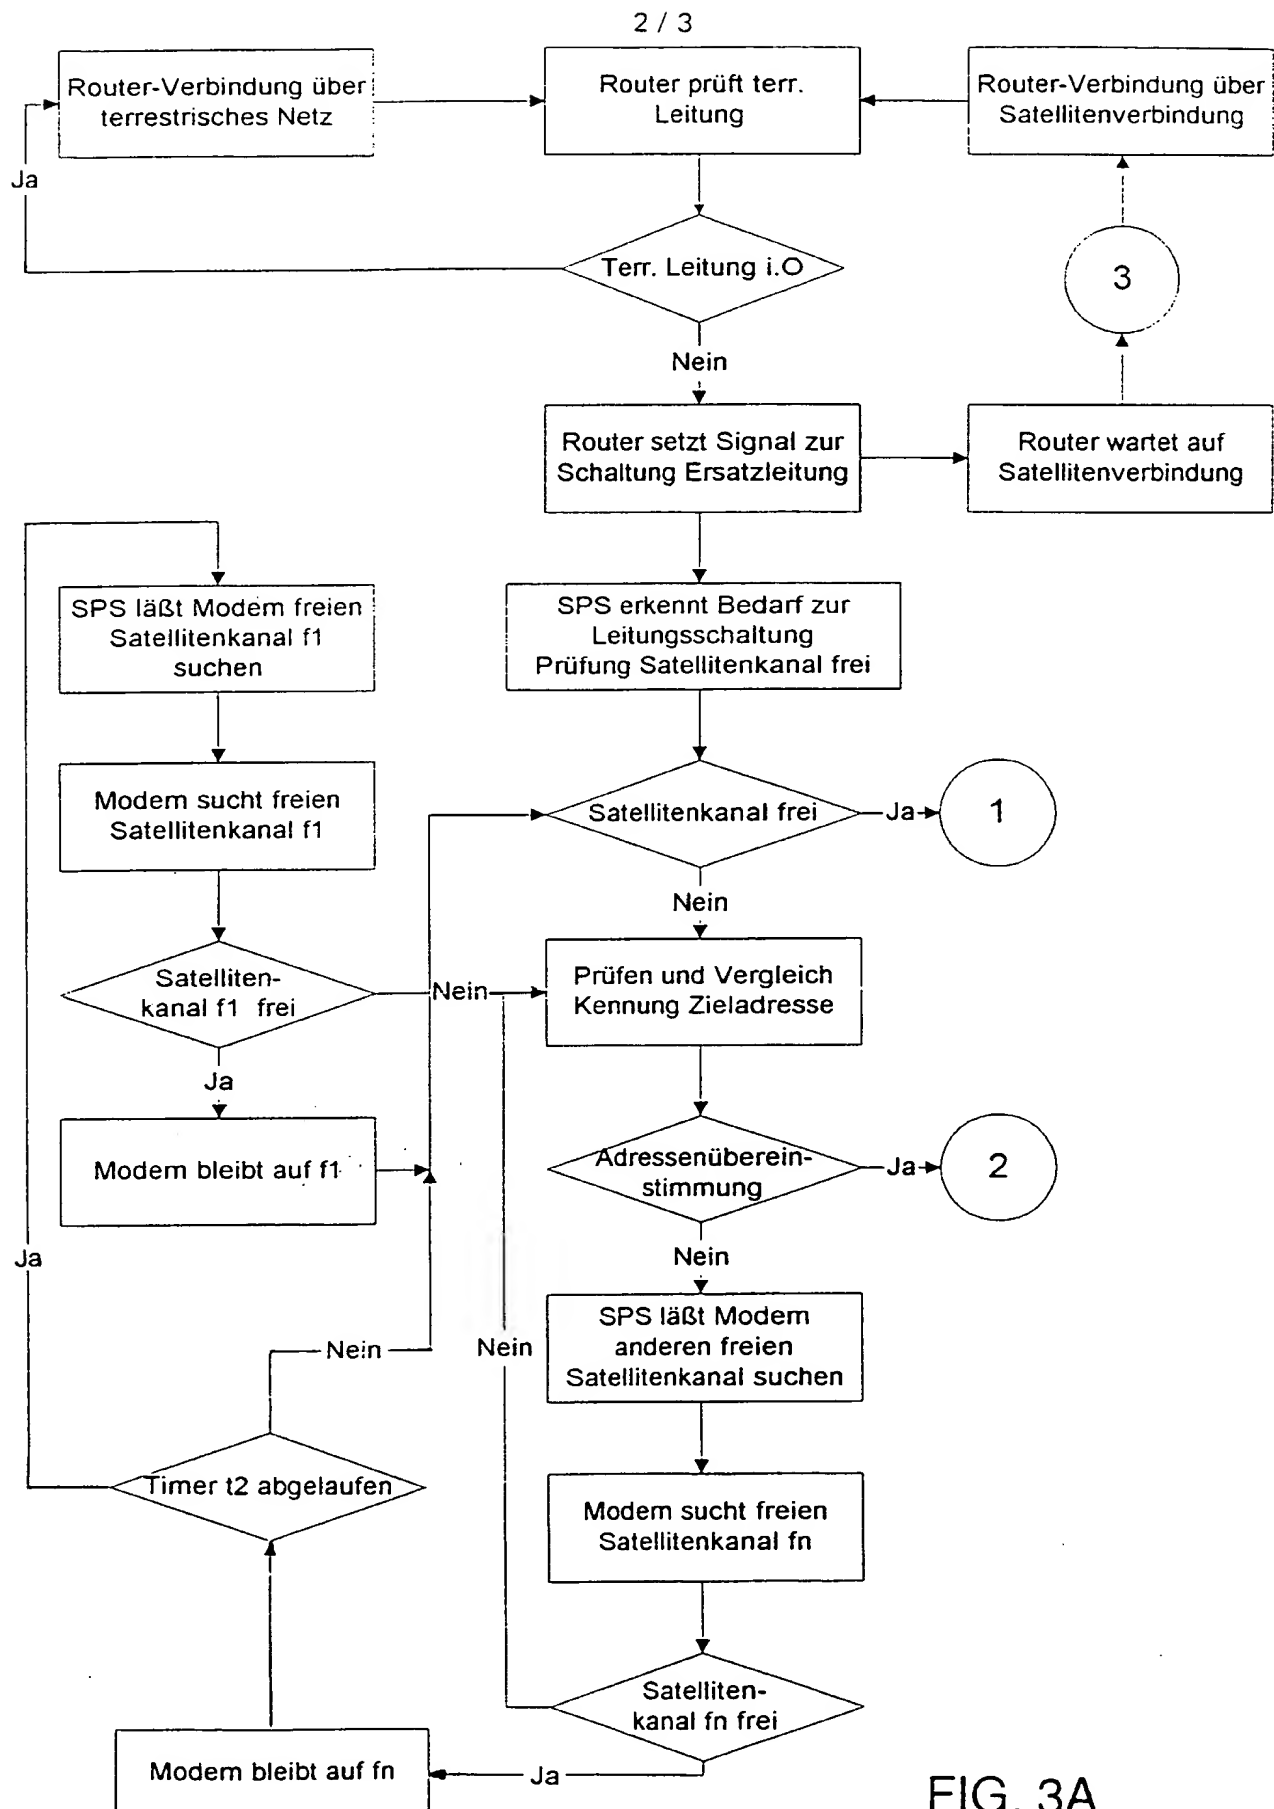 2 / 3
Router-Verbindung über
terrestrisches Netz
Router prüft terr.
Leitung
Router-Verbindung über
Satellitenverbindung
Ja
Terr. Leitung i.O
3
Nein
Router setzt Signal zur
Schaltung Ersatzleitung
Router wartet auf
Satellitenverbindung
SPS läßt Modem freien
Satellitenkanal f1
suchen
SPS erkennt Bedarf zur
Leitungsschaltung
Prüfung Satellitenkanal frei
Modem sucht freien
Satellitenkanal f1
Satellitenkanal frei
Ja
1
Nein
Satelliten-
kanal f1 frei
Nein
Prüfen und Vergleich
Kennung Zieladresse
Ja
Modem bleibt auf f1
Adressenüberein-
stimmung
Ja
2
Ja
Nein
SPS läßt Modem
anderen freien
Satellitenkanal suchen
Nein
Nein
Timer t2 abgelaufen
Modem sucht freien
Satellitenkanal fn
Satelliten-
kanal fn frei
Modem bleibt auf fn
Ja
FIG. 3A